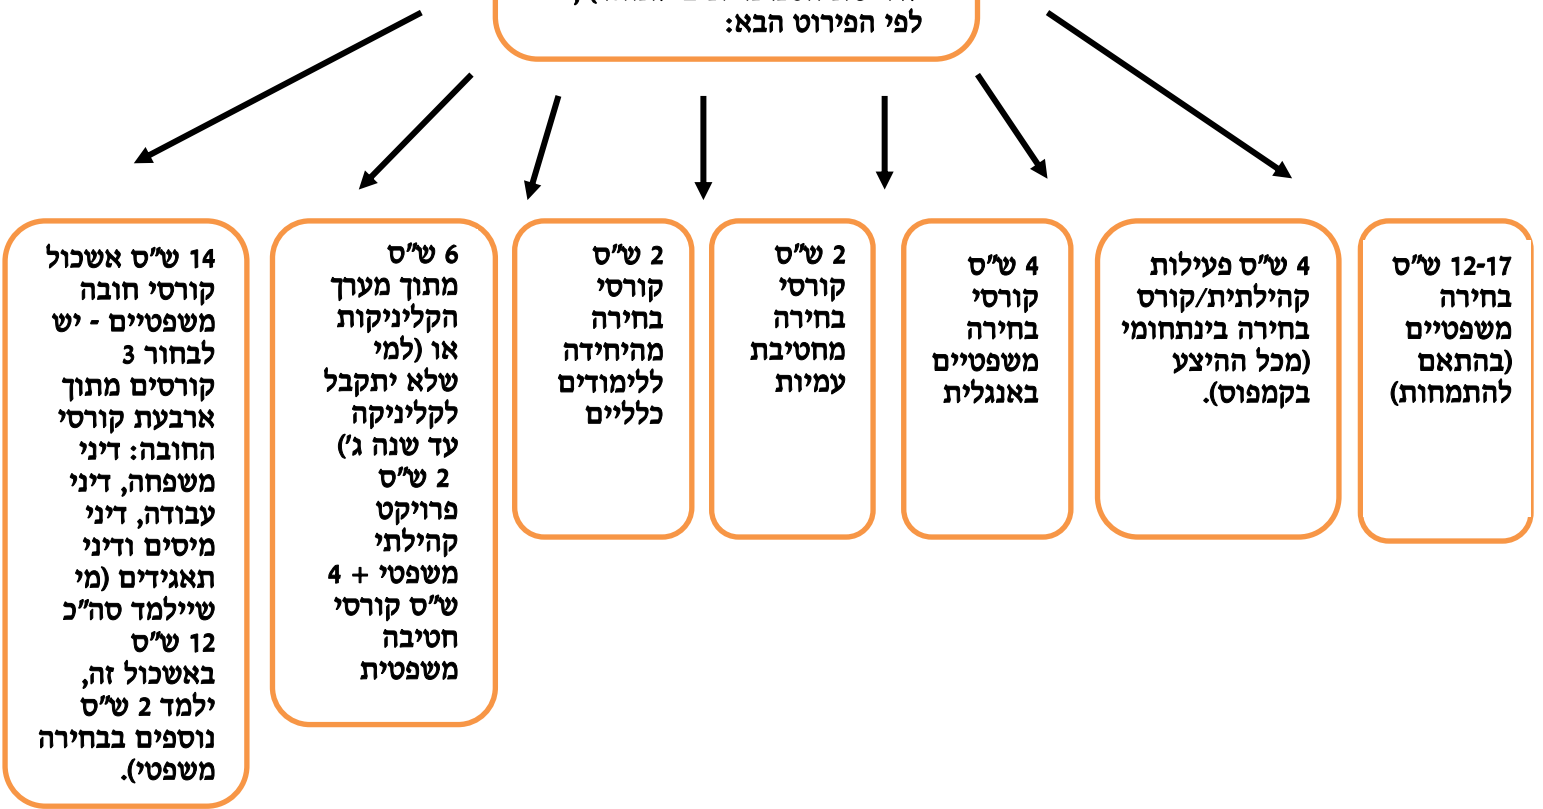 לפי הפירוט הבא:
12-17 ש"ס
בחירה
משפטיים
(בהתאם
להתמחות)
4 ש"ס פעילות
קהילתית/קורס
בחירה בינתחומי
(מכל ההיצע
בקמפוס).
4 ש"ס
קורסי
בחירה
משפטיים
באנגלית
2 ש"ס
קורסי
בחירה
מחטיבת
עמיות
2 ש"ס
קורסי
בחירה
מהיחידה
ללימודים
כלליים
6 ש"ס
מתוך מערך
הקליניקות
או (למי
שלא יתקבל
לקליניקה
עד שנה ג')
2 ש"ס
פרויקט
קהילתי
משפטי + 4
ש"ס קורסי
חטיבה
משפטית
14 ש"ס אשכול
קורסי חובה
משפטיים - יש
לבחור 3
קורסים מתוך
ארבעת קורסי
החובה: דיני
משפחה, דיני
עבודה, דיני
מיסים ודיני
תאגידים (מי
שיילמד סה"כ
12 ש"ס
באשכול זה,
ילמד 2 ש"ס
נוספים בבחירה
משפטי).